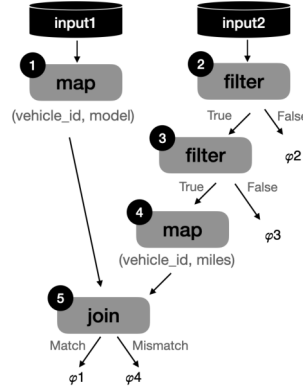 input1
input2
1
map
2
filter
(vehicle_id, model)
True
False
3
filter
φ2
True
False
4
map
φ3
(vehicle_id, miles)
5
join
Match
Mismatch
φ1
φ4